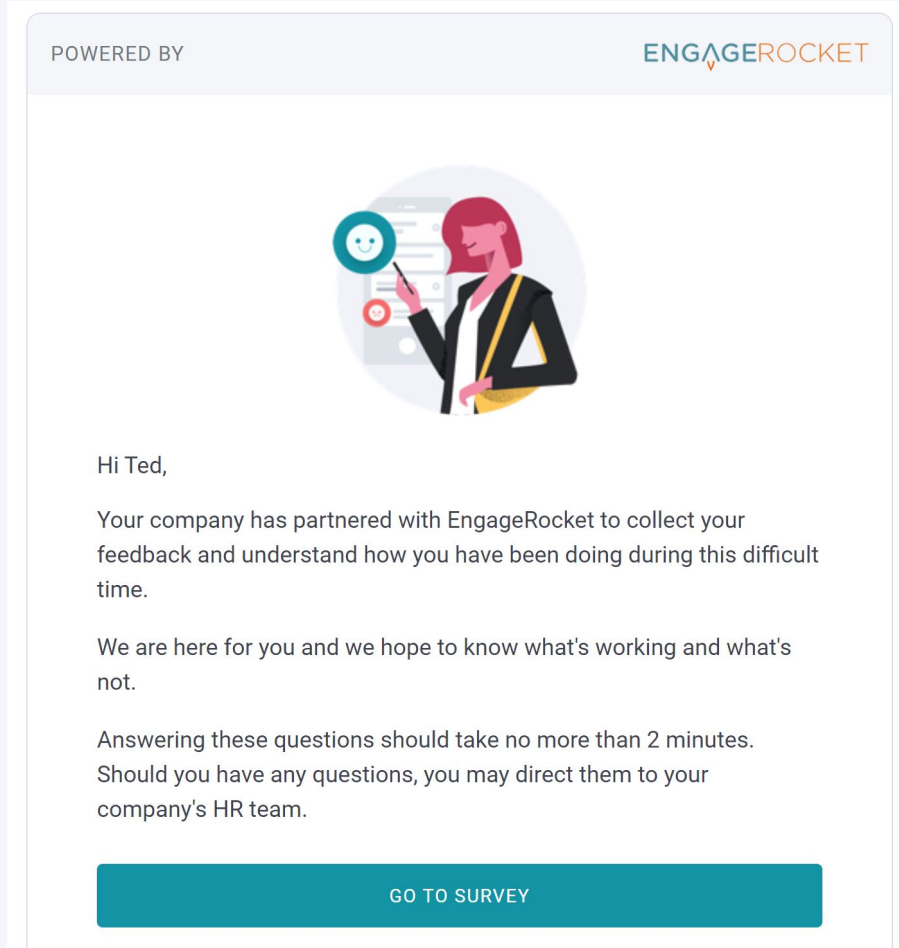 POWERED BY
ENGAGEROCKET
Hi Ted,
Your company has partnered with EngageRocket to collect your
feedback and understand how you have been doing during this difficult
time.
We are here for you and we hope to know what's working and what's
not.
Answering these questions should take no more than 2 minutes.
Should you have any questions, you may direct them to your
company's HR team.
GO TO SURVEY